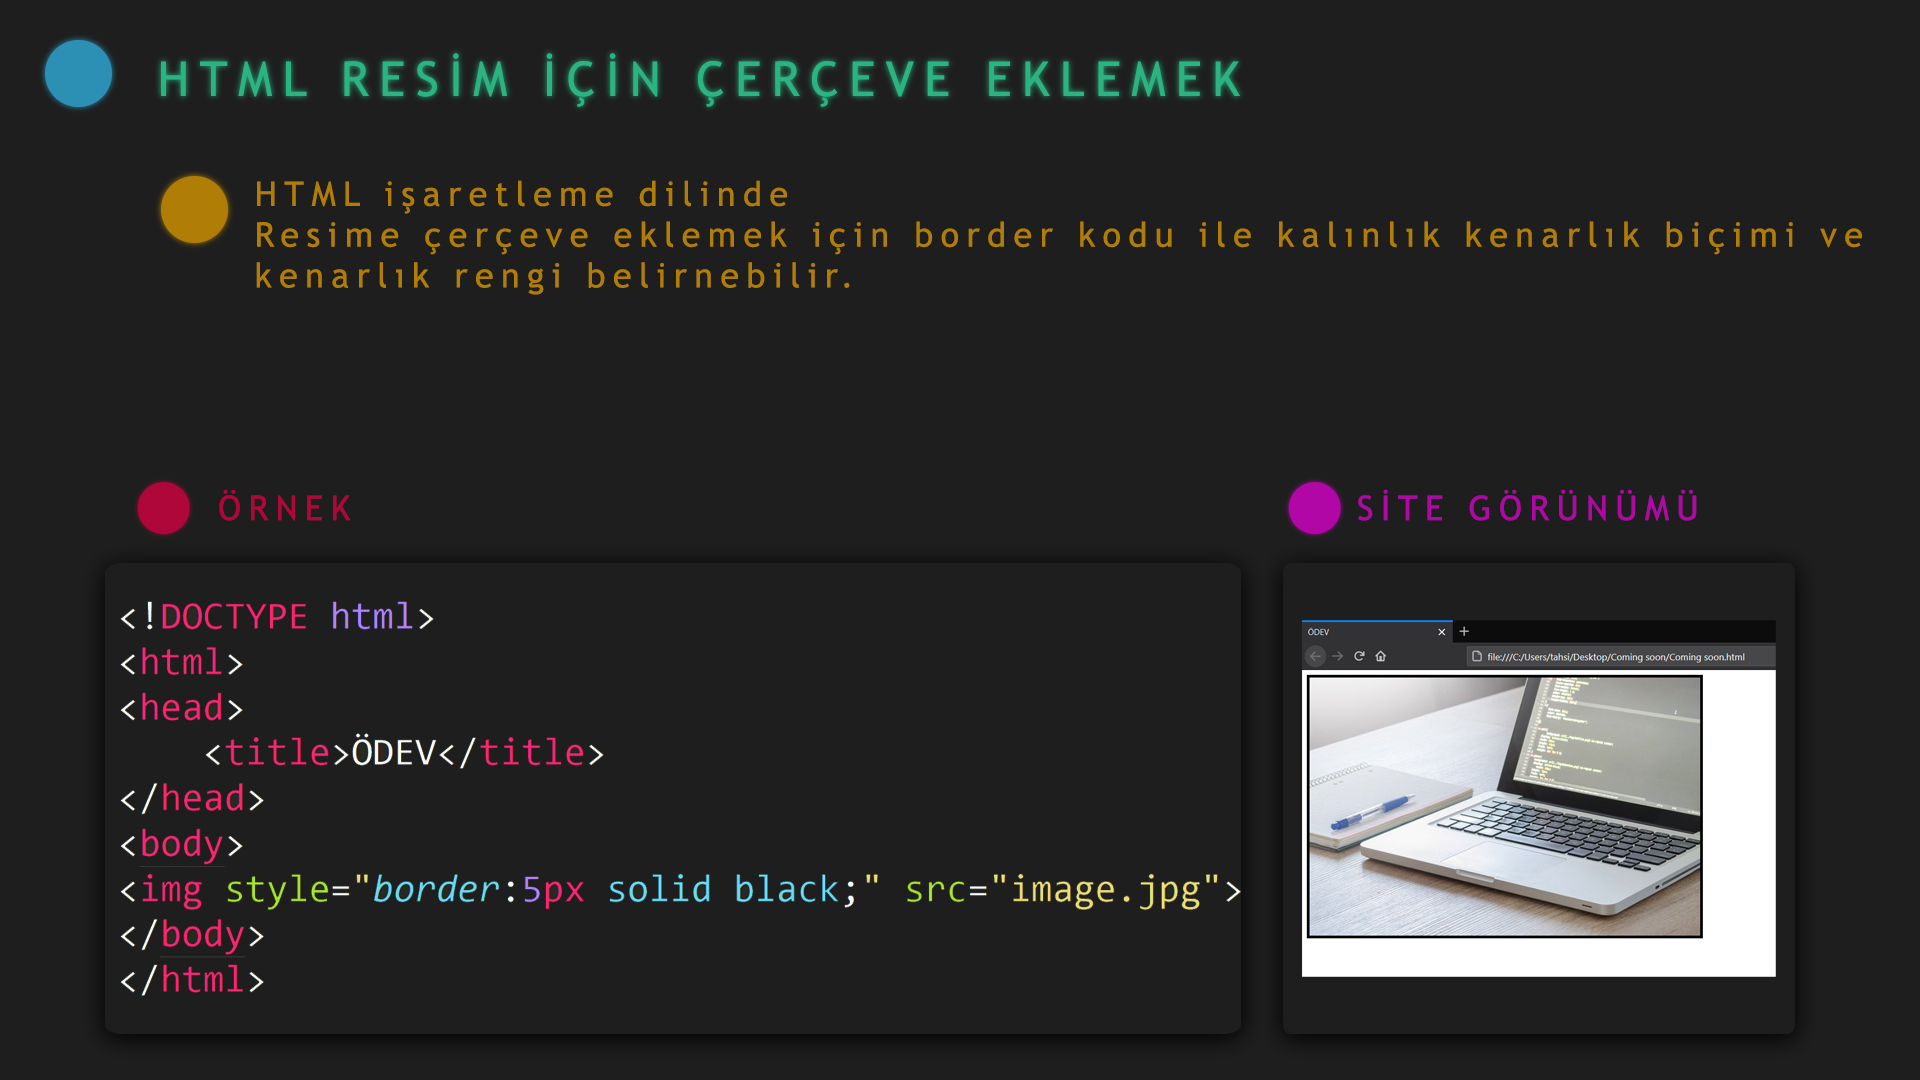 HTML RESİM İÇİN ÇERÇEVE EKLEMEK
HTML işaretleme dilinde
Resime çerçeve eklemek için border kodu ile kalınlık kenarlık biçimi ve
kenarlık rengi belirnebilir.
ÖRNEK
<!DOCTYPE html>
<html>
<head>
    <title>ÖDEV</title>
</head>
<body>
<img style="border:5px solid black;" src="image.jpg">
</body>
</html>
SİTE GÖRÜNÜMÜ
ÖDEV
file:///C:/Users/tahsi/Desktop/Coming soon/Coming soon.html